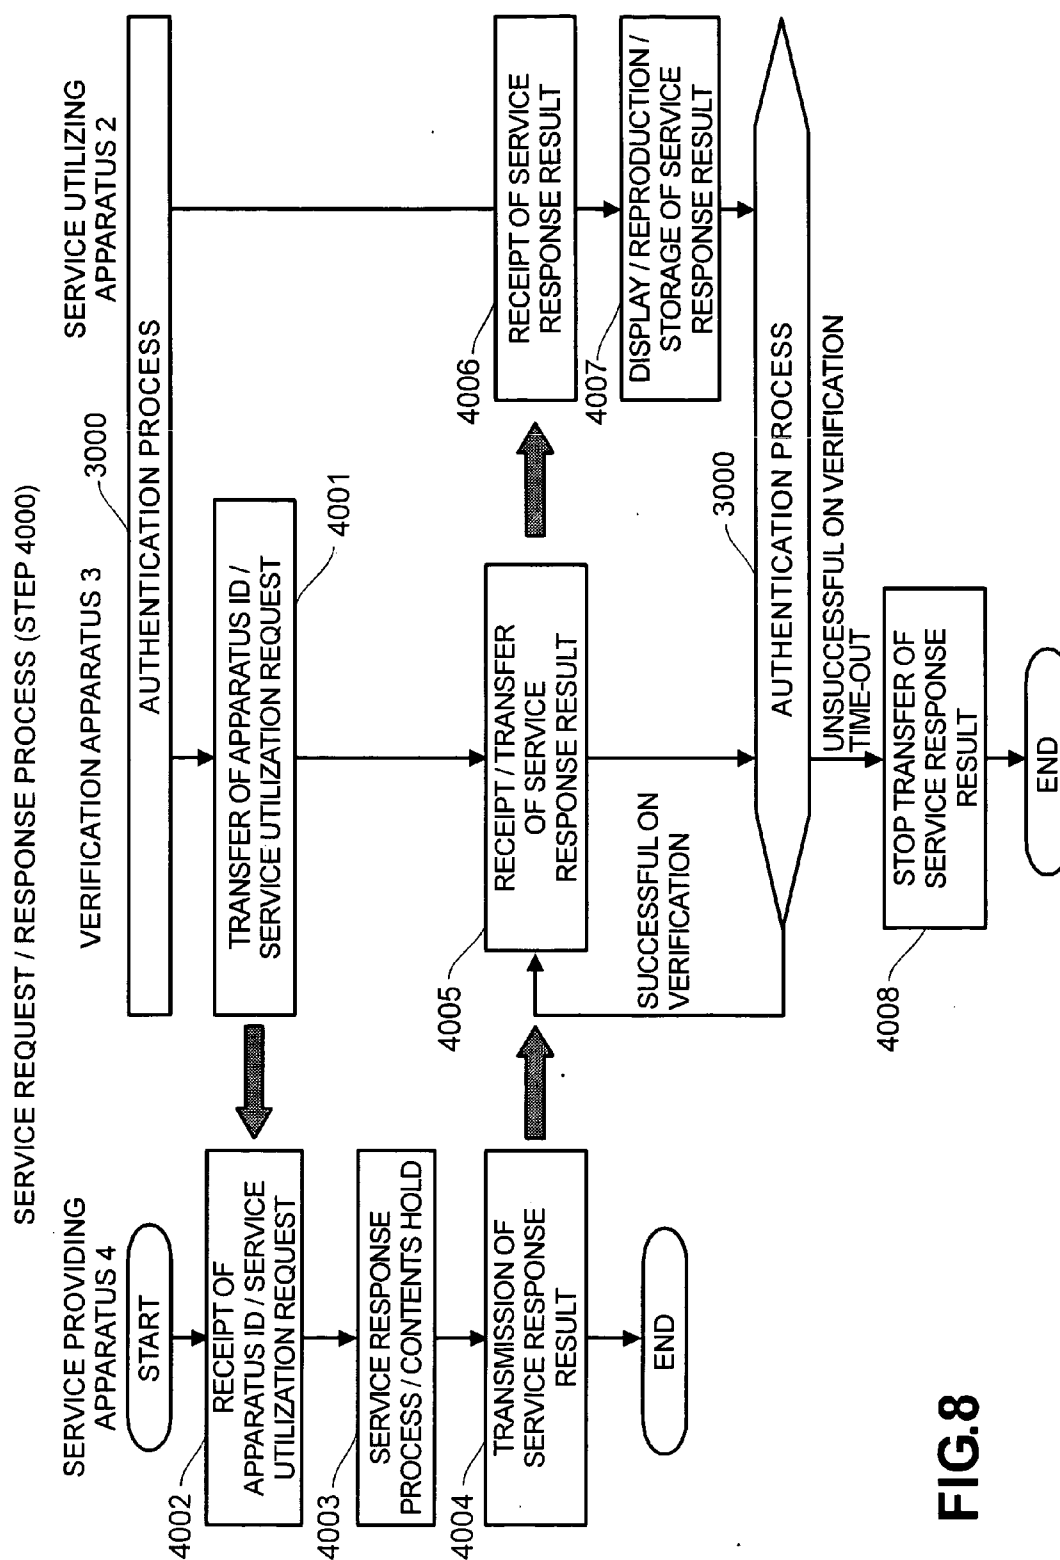 SERVICE REQUEST / RESPONSE PROCESS (STEP 4000)
SERVICE PROVIDING
APPARATUS 4
VERIFICATION APPARATUS 3
SERVICE UTILIZING
APPARATUS 2
START
3000
AUTHENTICATION PROCESS
4002
RECEIPT OF
APPARATUS ID / SERVICE
UTILIZATION REQUEST
TRANSFER OF APPARATUS ID /
SERVICE UTILIZATION REQUEST
4001
4003
SERVICE RESPONSE
PROCESS / CONTENTS HOLD
4004
TRANSMISSION OF
SERVICE RESPONSE
RESULT
4005
RECEIPT / TRANSFER
OF SERVICE
RESPONSE RESULT
4006
RECEIPT OF SERVICE
RESPONSE RESULT
END
SUCCESSFUL ON
VERIFICATION
4007
DISPLAY / REPRODUCTION /
STORAGE OF SERVICE
RESPONSE RESULT
3000
AUTHENTICATION PROCESS
UNSUCCESSFUL ON VERIFICATION
TIME-OUT
4008
STOP TRANSFER OF
SERVICE RESPONSE
RESULT
END
FIG.8